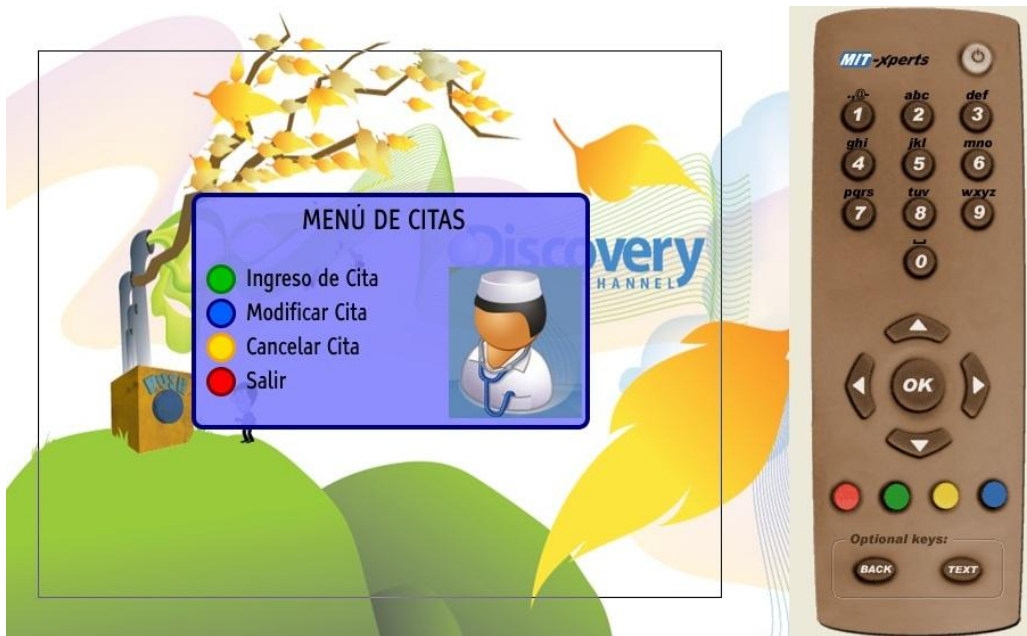 MENÚ DE CITAS
Discovery
CHANNEL
Ingreso de Cita
Modificar Cita
Cancelar Cita
Salir
PUSH
MIT-xperts
.,@- abc def
1 2 3
ghi jkl mno
4 5 6
pqrs tuv wxyz
7 8 9
0
OK
Optional keys:
BACK TEXT